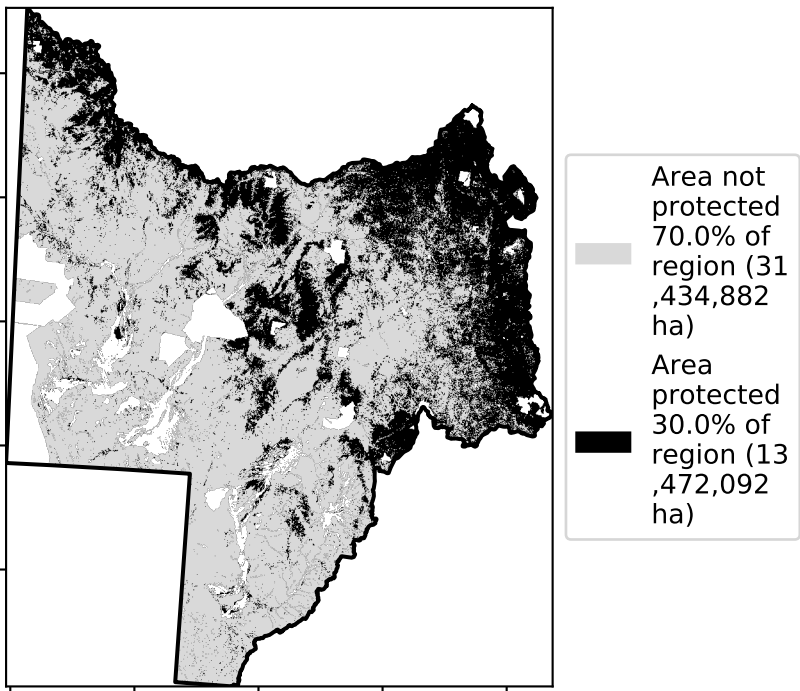 Area not
protected
70.0% of
region (31
,434,882
ha)
Area
protected
30.0% of
region (13
,472,092
ha)